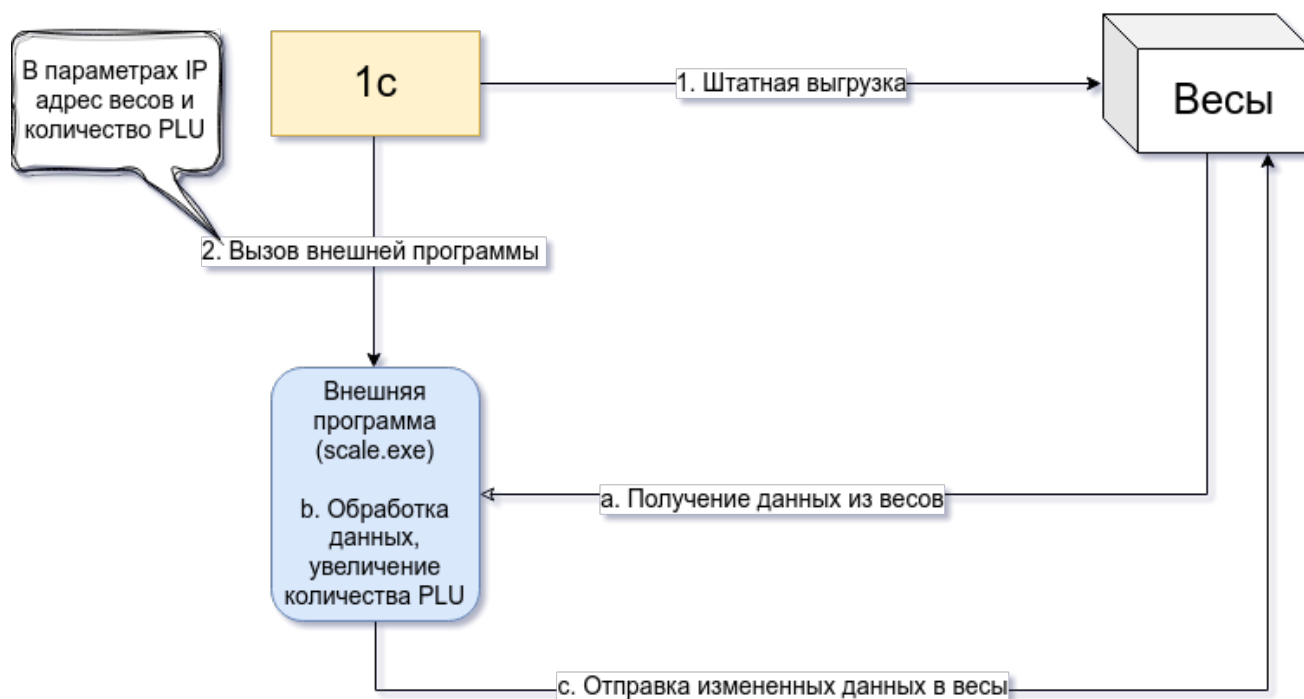 В параметрах IP
адрес весов и
количество PLU
1с
1. Штатная выгрузка
Весы
2. Вызов внешней программы
Внешняя
программа
(scale.exe)
b. Обработка
данных,
увеличение
количества PLU
a. Получение данных из весов
c. Отправка измененных данных в весы